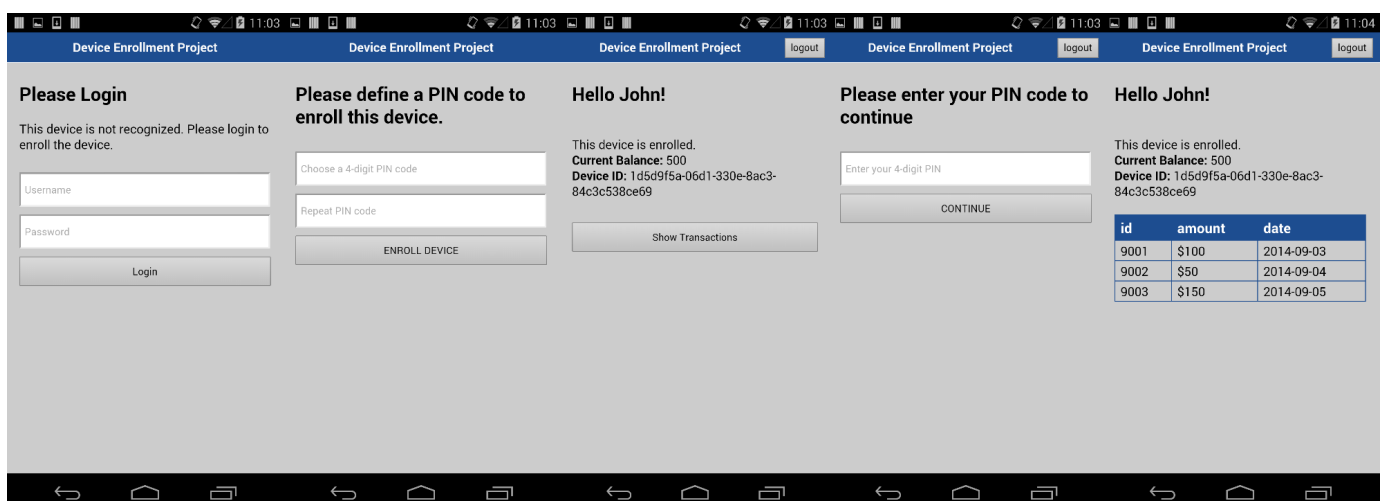 11:03
Device Enrollment Project
Please Login
This device is not recognized. Please login to
enroll the device.
Username
Password
Login
11:03
Device Enrollment Project
Please define a PIN code to
enroll this device.
Choose a 4-digit PIN code
Repeat PIN code
ENROLL DEVICE
11:03
Device Enrollment Project
logout
Hello John!
This device is enrolled.
Current Balance: 500
Device ID: 1d5d9f5a-06d1-330e-8ac3-
84c3c538ce69
Show Transactions
11:03
Device Enrollment Project
logout
Please enter your PIN code to
continue
Enter your 4-digit PIN
CONTINUE
11:04
Device Enrollment Project
logout
Hello John!
This device is enrolled.
Current Balance: 500
Device ID: 1d5d9f5a-06d1-330e-8ac3-
84c3c538ce69
id amount date
9001 $100 2014-09-03
9002 $50 2014-09-04
9003 $150 2014-09-05